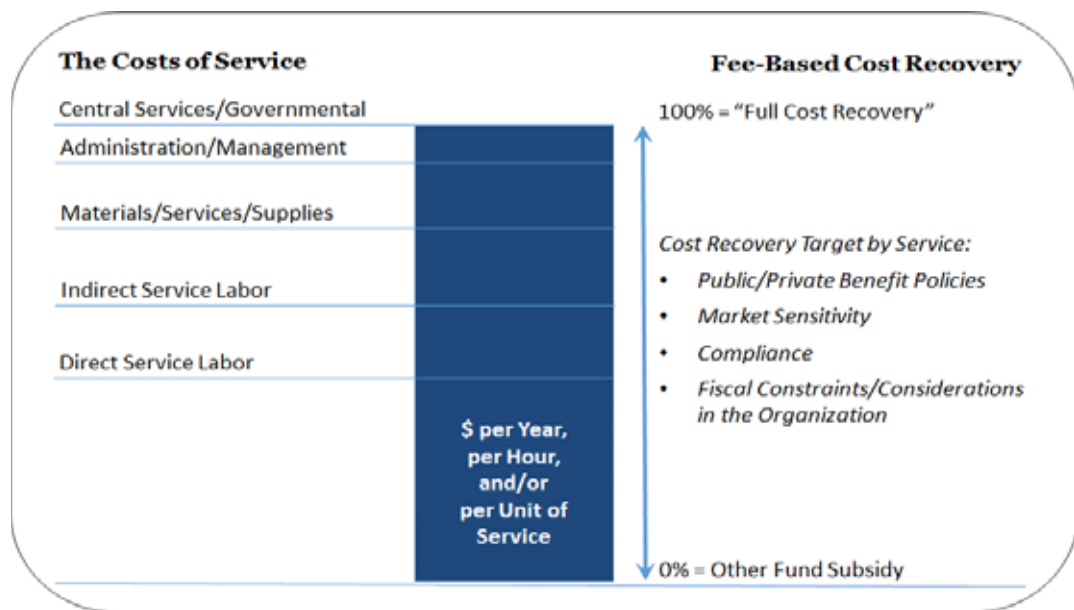 The Costs of Service
Central Services/Governmental
Administration/Management
Materials/Services/Supplies
Indirect Service Labor
Direct Service Labor
$ per Year,
per Hour,
and/or
per Unit of
Service
Fee-Based Cost Recovery
100% = “Full Cost Recovery”
Cost Recovery Target by Service:
• Public/Private Benefit Policies
• Market Sensitivity
• Compliance
• Fiscal Constraints/Considerations
in the Organization
0% = Other Fund Subsidy